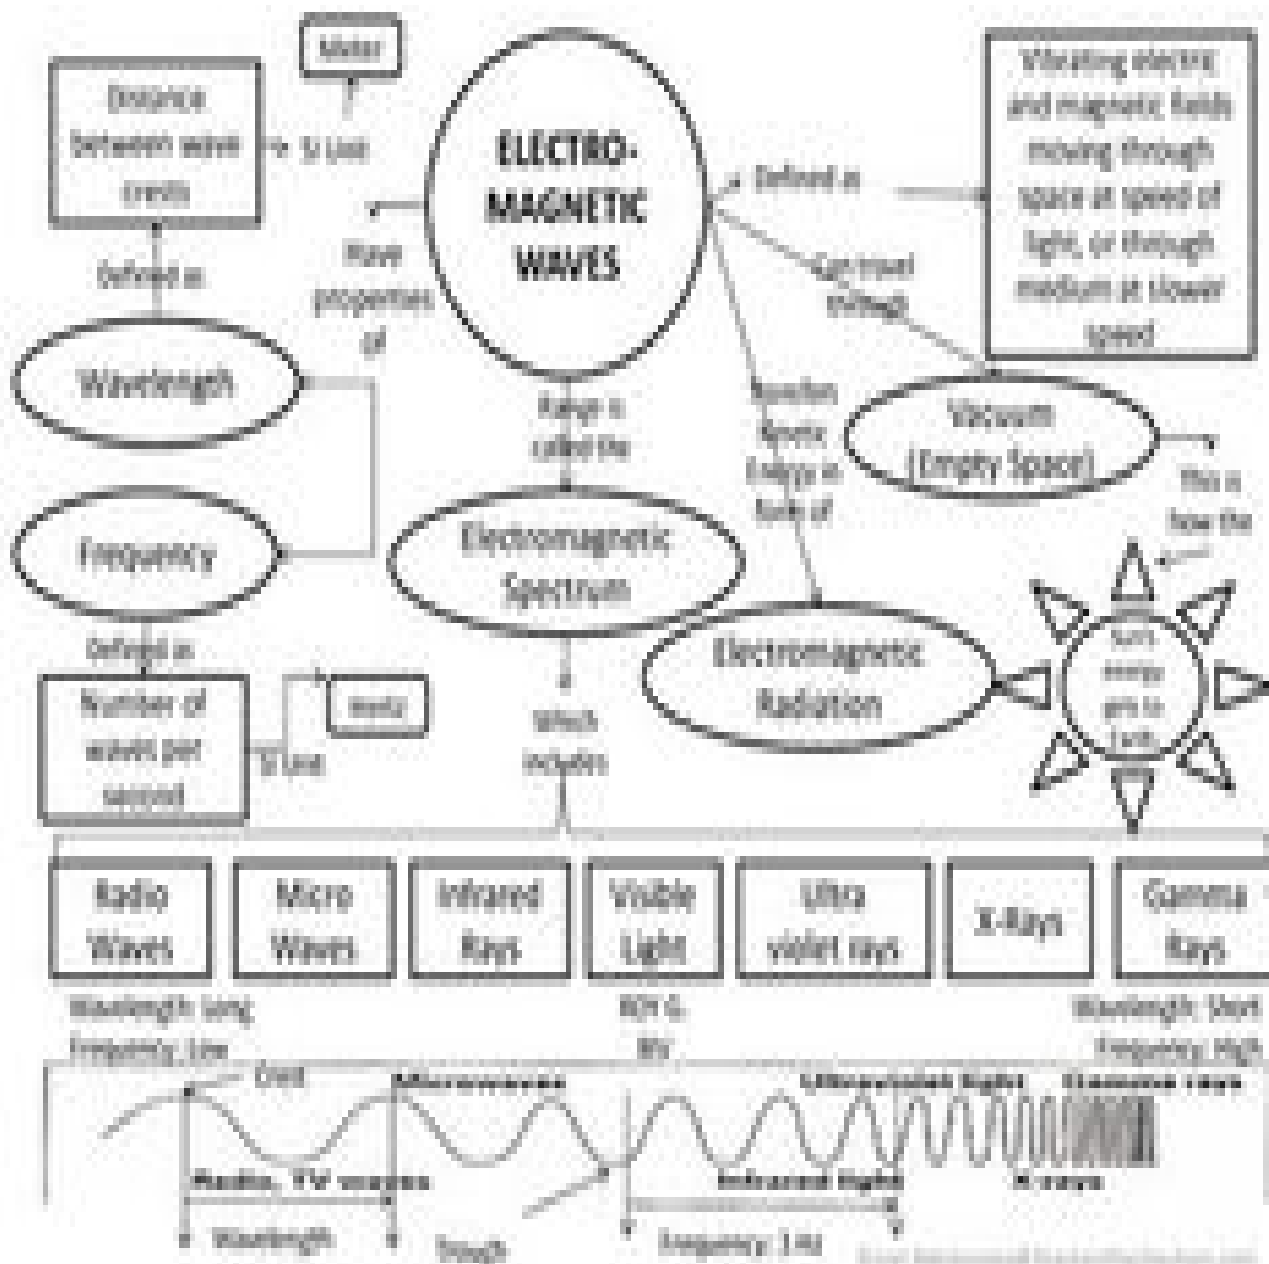 Meter
Distance
between wave
crests
SI Unit
ELECTRO-
MAGNETIC
WAVES
Defined as
Vibrating electric
and magnetic fields
moving through
space at speed of
light, or through
medium at slower
speed
Have
properties
of
Defined as
Can travel
through
Wavelength
Range is
called the
Kinetic
Energy in
form of
Vacuum
(Empty Space)
This is
how the
Frequency
Electromagnetic
Spectrum
Defined as
Electromagnetic
Radiation
Sun's
energy
gets to
Earth
Number of
waves per
second
SI Unit
Hertz
Which
includes
Radio
Waves
Micro
Waves
Infrared
Rays
Visible
Light
Ultra
violet rays
X-Rays
Gamma
Rays
Wavelength: Long
Frequency: Low
ROY G.
BIV
Wavelength: Short
Frequency: High
Crest
Microwaves
Ultraviolet light
Gamma rays
Radio, TV waves
Infrared light
X-rays
Wavelength
Trough
Frequency: 3 Hz